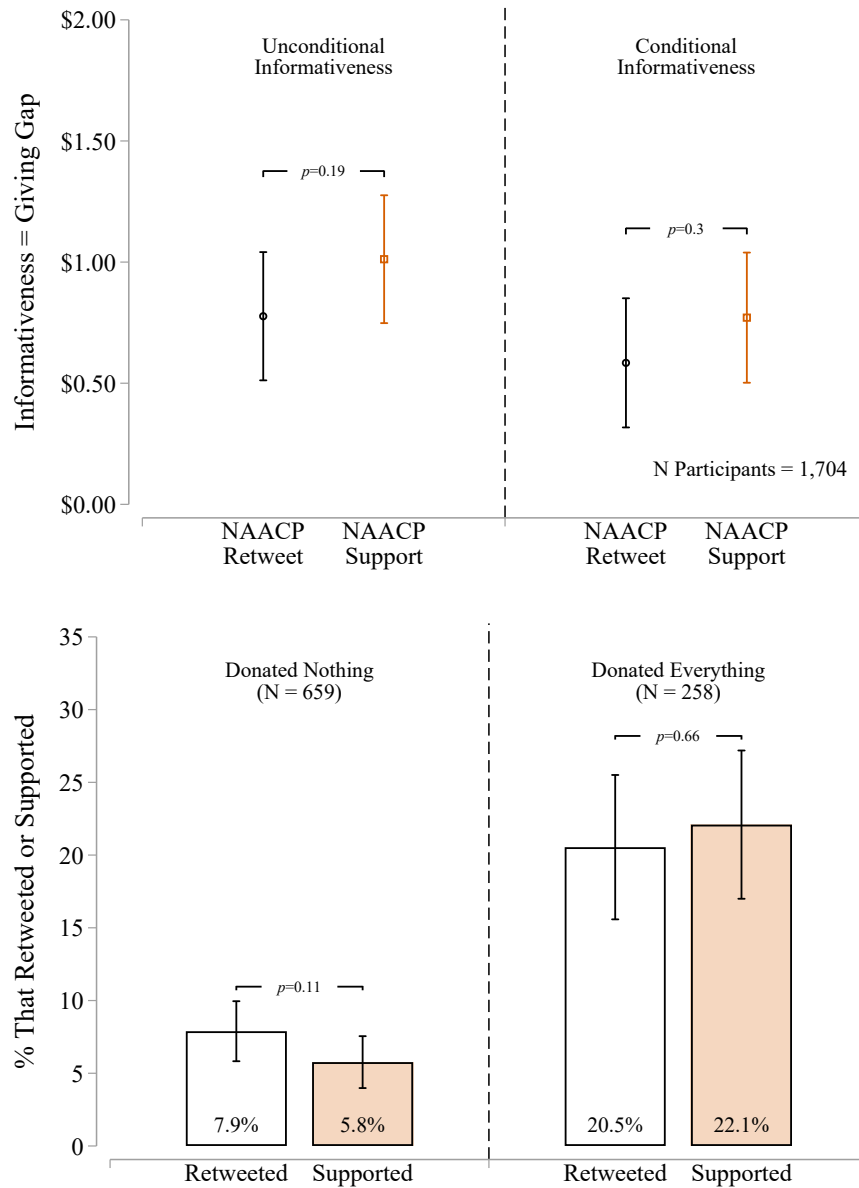 $2.00
Unconditional
Informativeness
Conditional
Informativeness
Informativeness = Giving Gap
$1.50
p=0.19
p=0.3
$1.00
$0.50
N Participants = 1,704
$0.00
NAACP
Retweet
NAACP
Support
NAACP
Retweet
NAACP
Support
35
Donated Nothing
(N = 659)
Donated Everything
(N = 258)
% That Retweeted or Supported
30
p=0.66
25
20
15
10
p=0.11
5
7.9%
5.8%
20.5%
22.1%
0
Retweeted
Supported
Retweeted
Supported